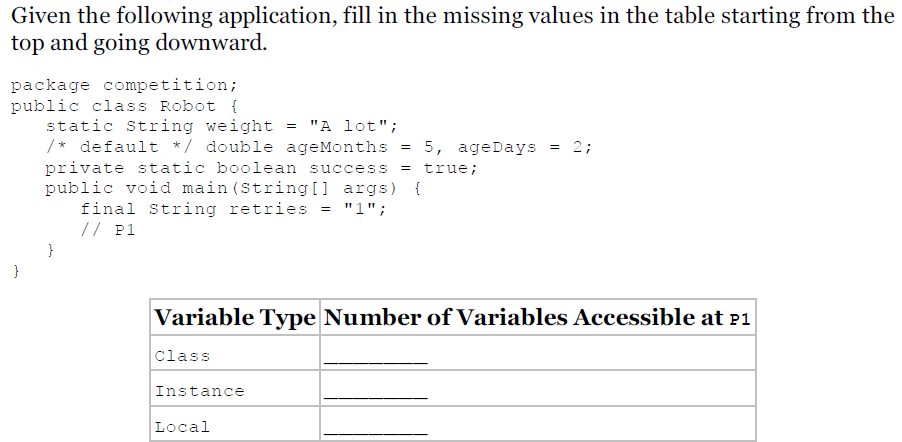 Given the following application, fill in the missing values in the table starting from the
top and going downward.
package competition;
public class Robot {
static String weight = "A lot";
/* default */ double ageMonths = 5, ageDays = 2;
private static boolean success = true;
public void main(String[] args) {
final String retries = "1";
// P1
}
}
Variable Type Number of Variables Accessible at P1
Class _______
Instance _______
Local _______